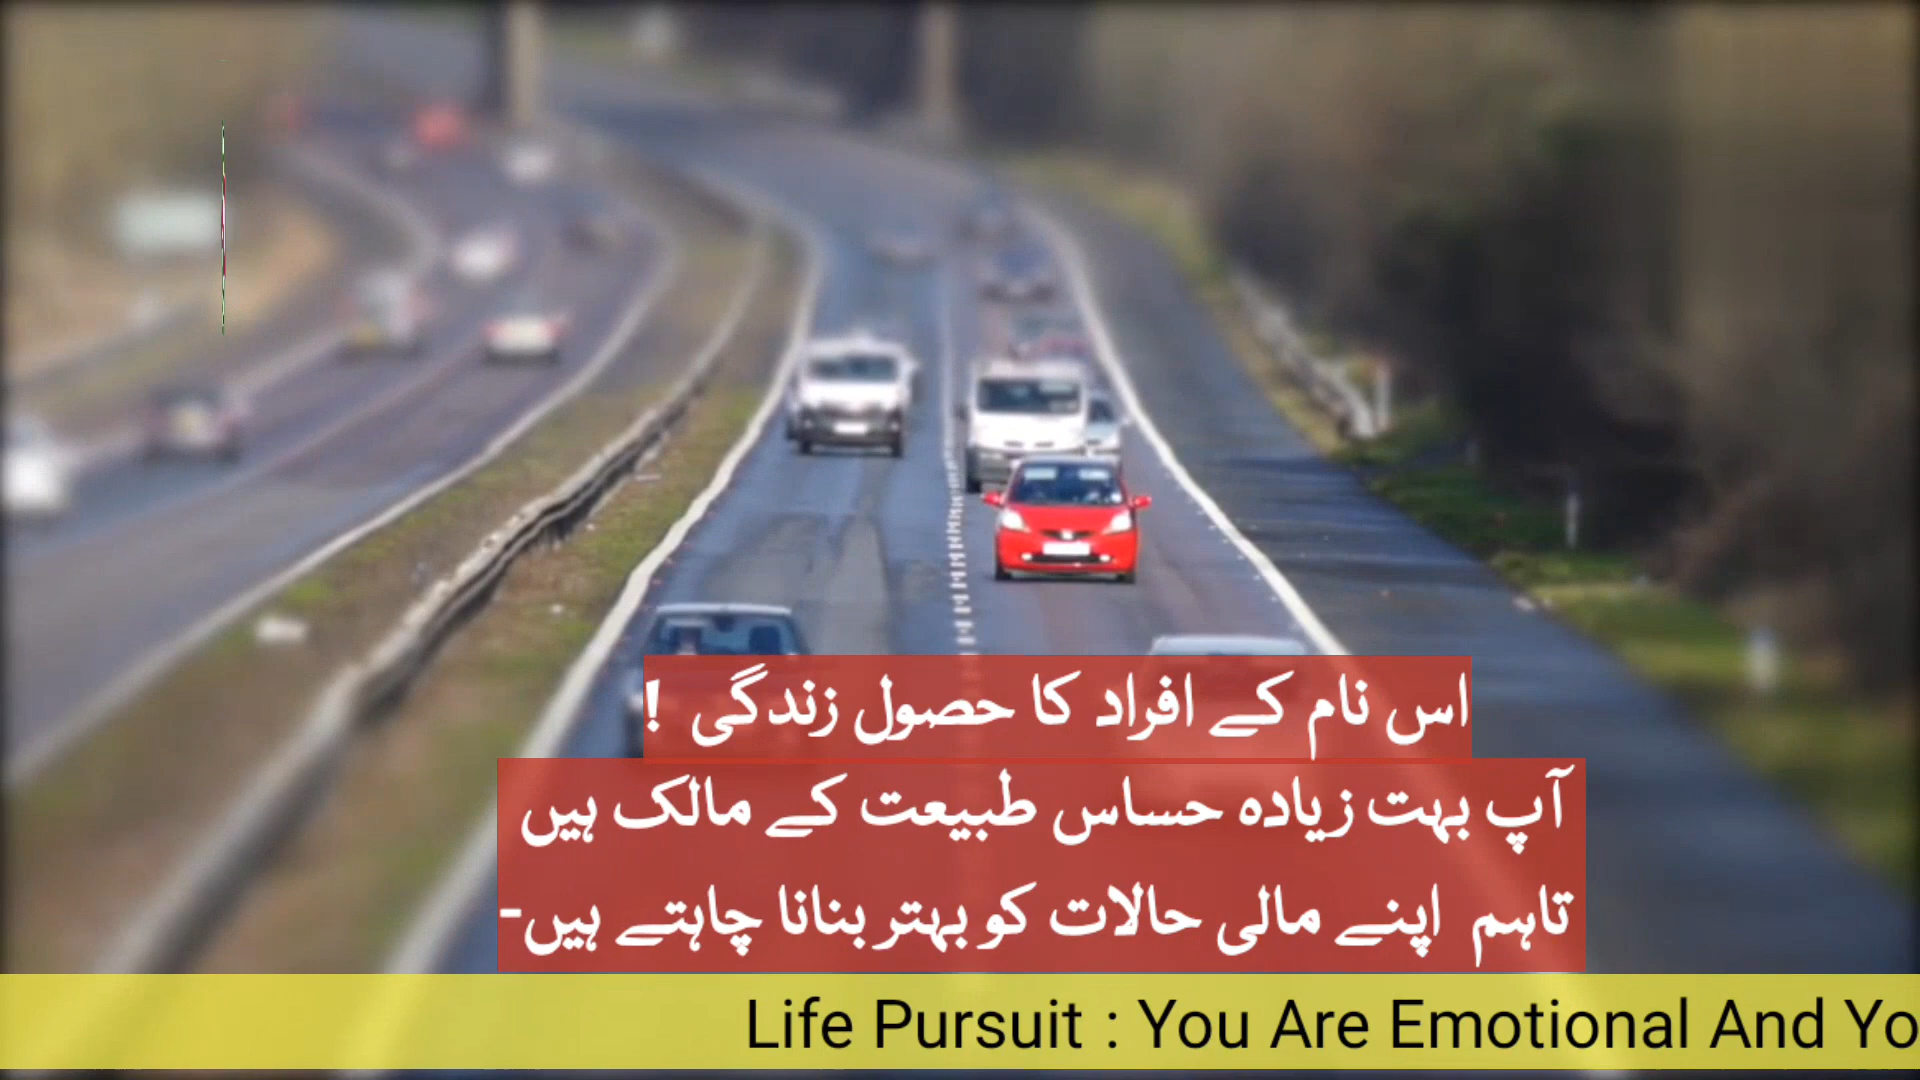 اس نام کے افراد کا حصول زندگی !
آپ بہت زیادہ حساس طبیعت کے مالک ہیں
تاہم اپنے مالی حالات کو بہتر بنانا چاہتے ہیں-
Life Pursuit : You Are Emotional And Yo